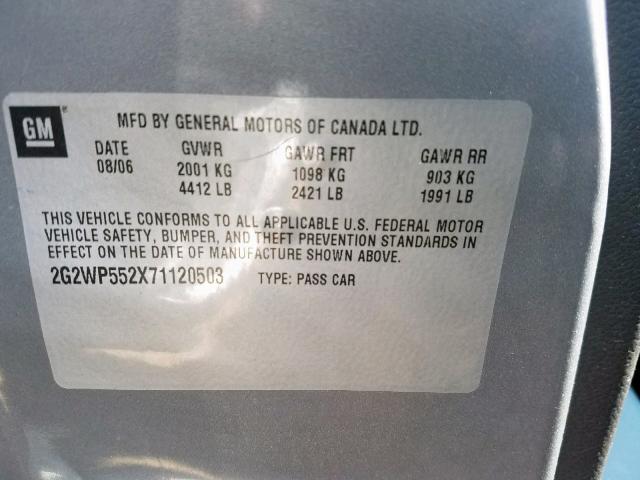 GM
MFD BY GENERAL MOTORS OF CANADA LTD.
DATE GVWR GAWR FRT GAWR RR
08/06 2001 KG 1098 KG 903 KG
4412 LB 2421 LB 1991 LB
THIS VEHICLE CONFORMS TO ALL APPLICABLE U.S. FEDERAL MOTOR
VEHICLE SAFETY, BUMPER, AND THEFT PREVENTION STANDARDS IN
EFFECT ON THE DATE OF MANUFACTURE SHOWN ABOVE.
2G2WP552X71120503 TYPE: PASS CAR